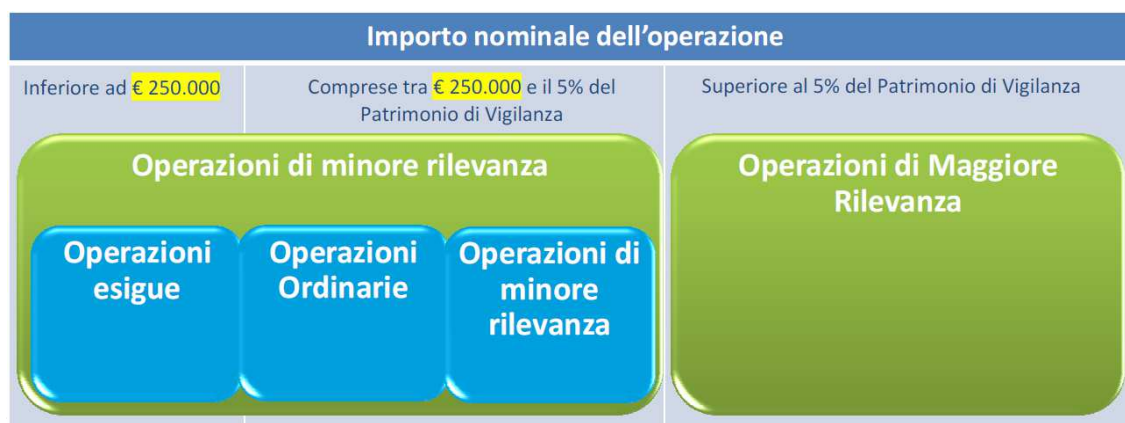 Importo nominale dell’operazione
Inferiore ad € 250.000
Comprese tra € 250.000 e il 5% del
Patrimonio di Vigilanza
Superiore al 5% del Patrimonio di Vigilanza
Operazioni di minore rilevanza
Operazioni
esigue
Operazioni
Ordinarie
Operazioni di
minore
rilevanza
Operazioni di Maggiore
Rilevanza